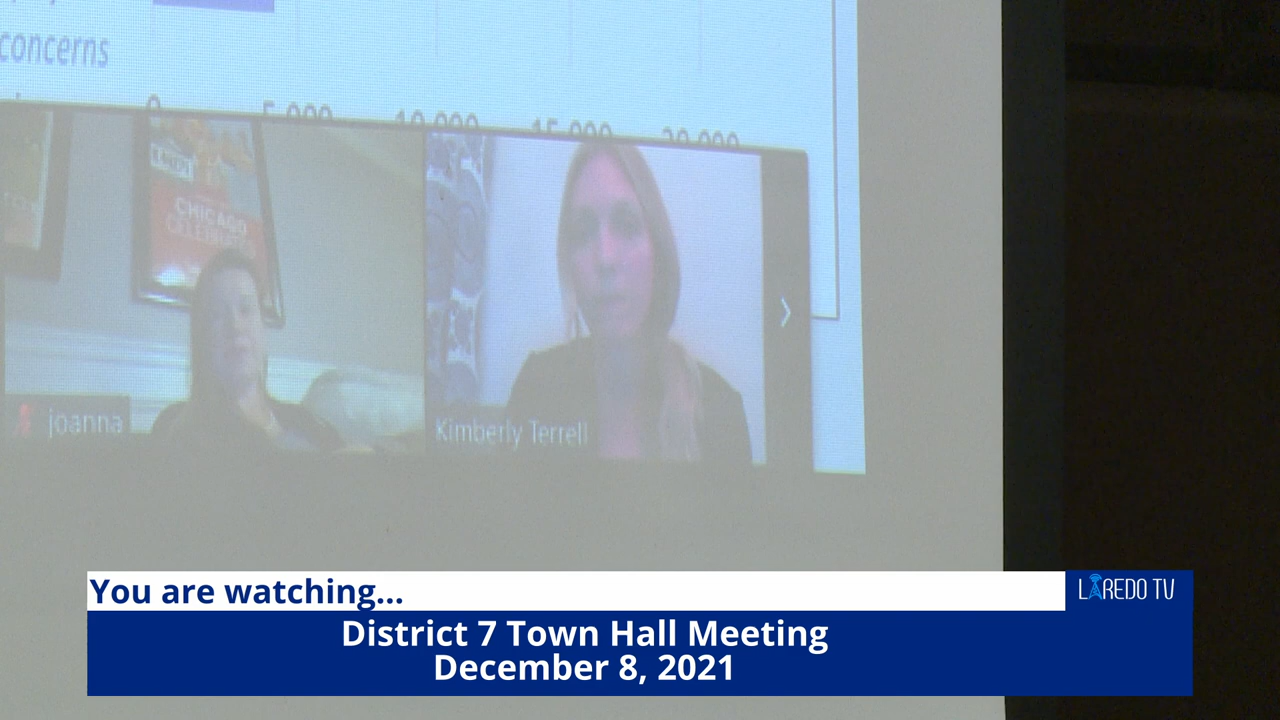 concerns
0 5,000 10,000 15,000 20,000
CHICAGO
joanna
Kimberly Terrell
You are watching...
LAREDO TV
District 7 Town Hall Meeting
December 8, 2021